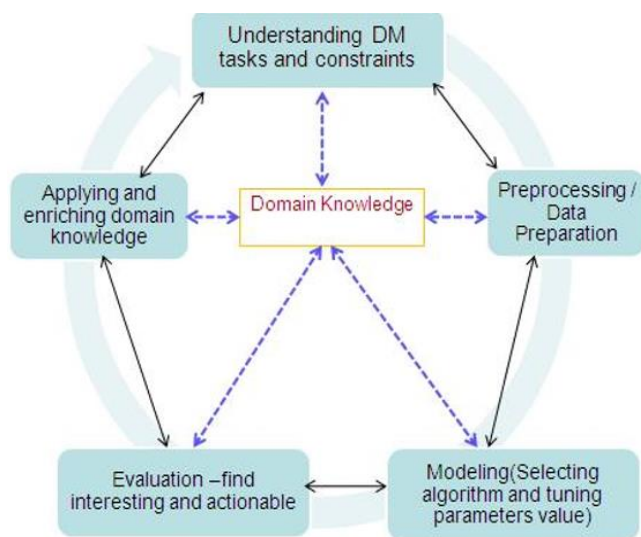 Understanding DM
tasks and constraints
Applying and
enriching domain
knowledge
Domain Knowledge
Preprocessing /
Data
Preparation
Evaluation –find
interesting and actionable
Modeling(Selecting
algorithm and tuning
parameters value)